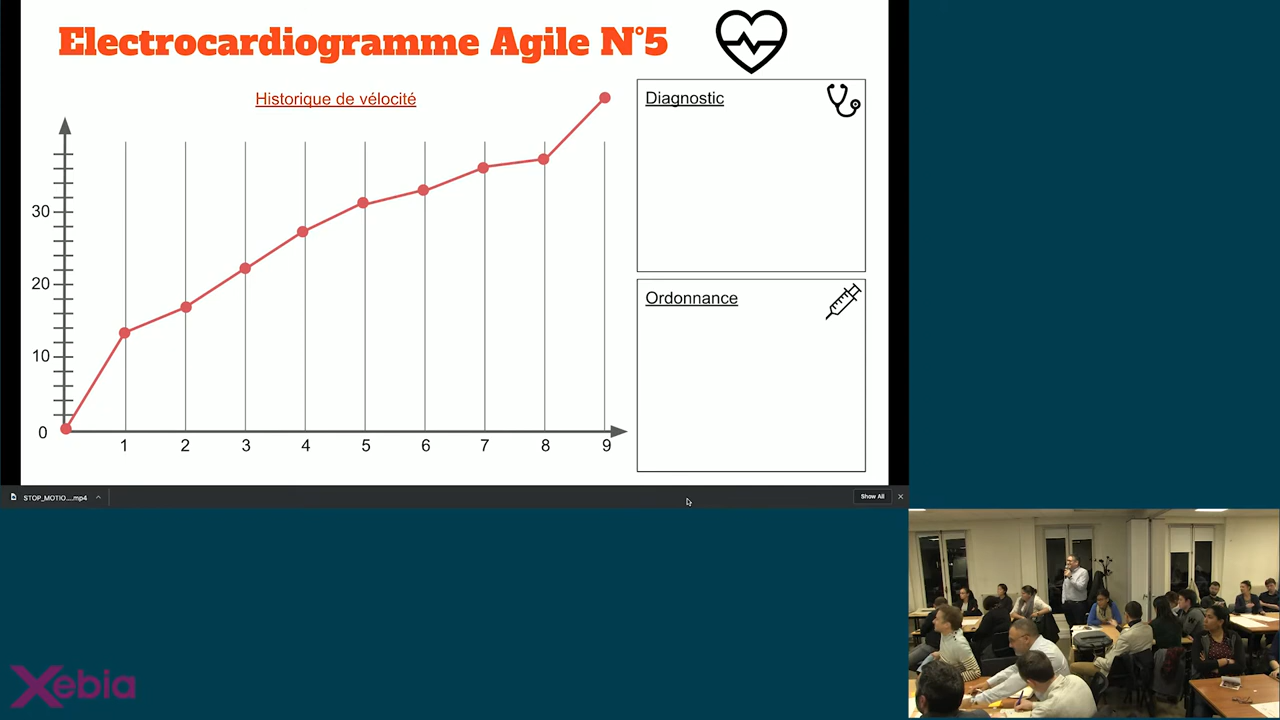 Electrocardiogramme Agile N°5
Historique de vélocité
30
20
10
0
1 2 3 4 5 6 7 8 9
Diagnostic
Ordonnance
STOP_MOTIO....mp4
Show All
Xebia